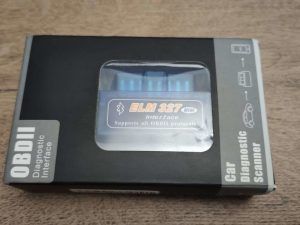 OBDII
Diagnostic
Interface
ELM 327
Interface
Supports all OBDII protocols
Car
Diagnostic
Scanner